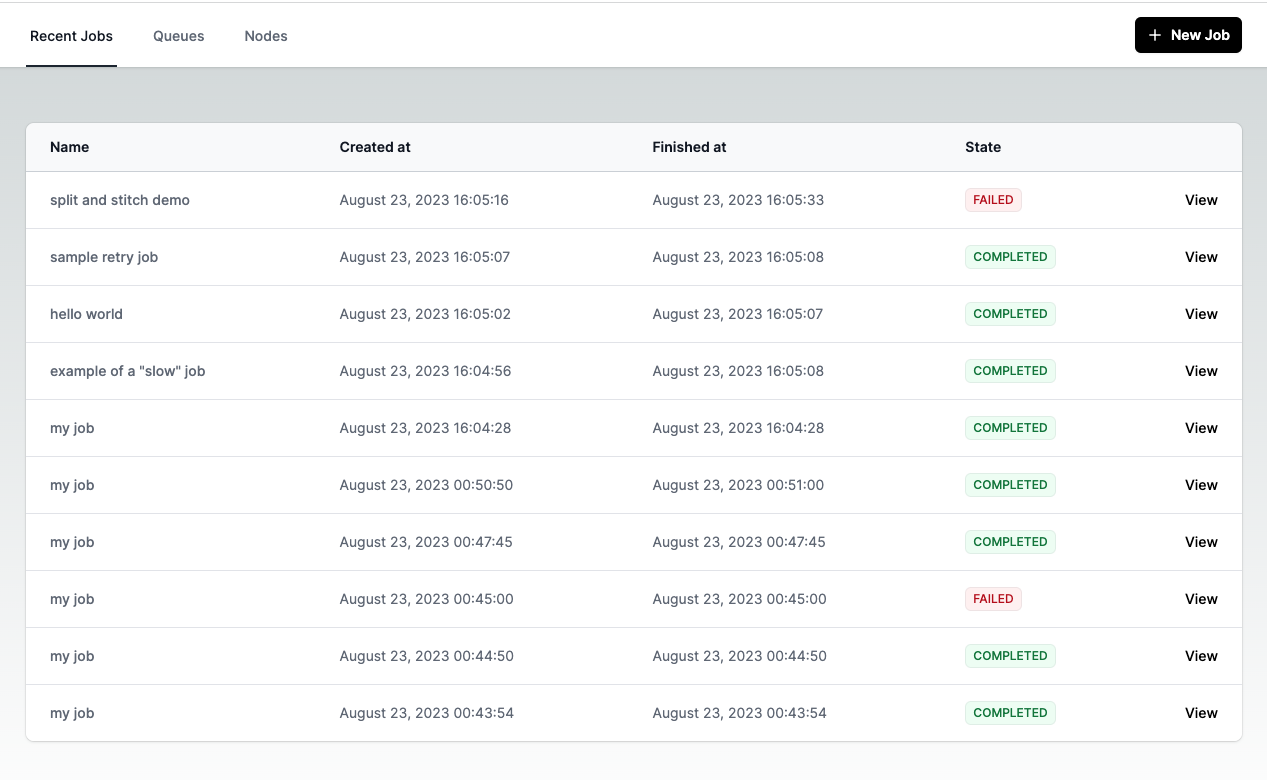 Recent Jobs Queues Nodes + New Job
Name Created at Finished at State
split and stitch demo August 23, 2023 16:05:16 August 23, 2023 16:05:33 FAILED View
sample retry job August 23, 2023 16:05:07 August 23, 2023 16:05:08 COMPLETED View
hello world August 23, 2023 16:05:02 August 23, 2023 16:05:07 COMPLETED View
example of a "slow" job August 23, 2023 16:04:56 August 23, 2023 16:05:08 COMPLETED View
my job August 23, 2023 16:04:28 August 23, 2023 16:04:28 COMPLETED View
my job August 23, 2023 00:50:50 August 23, 2023 00:51:00 COMPLETED View
my job August 23, 2023 00:47:45 August 23, 2023 00:47:45 COMPLETED View
my job August 23, 2023 00:45:00 August 23, 2023 00:45:00 FAILED View
my job August 23, 2023 00:44:50 August 23, 2023 00:44:50 COMPLETED View
my job August 23, 2023 00:43:54 August 23, 2023 00:43:54 COMPLETED View